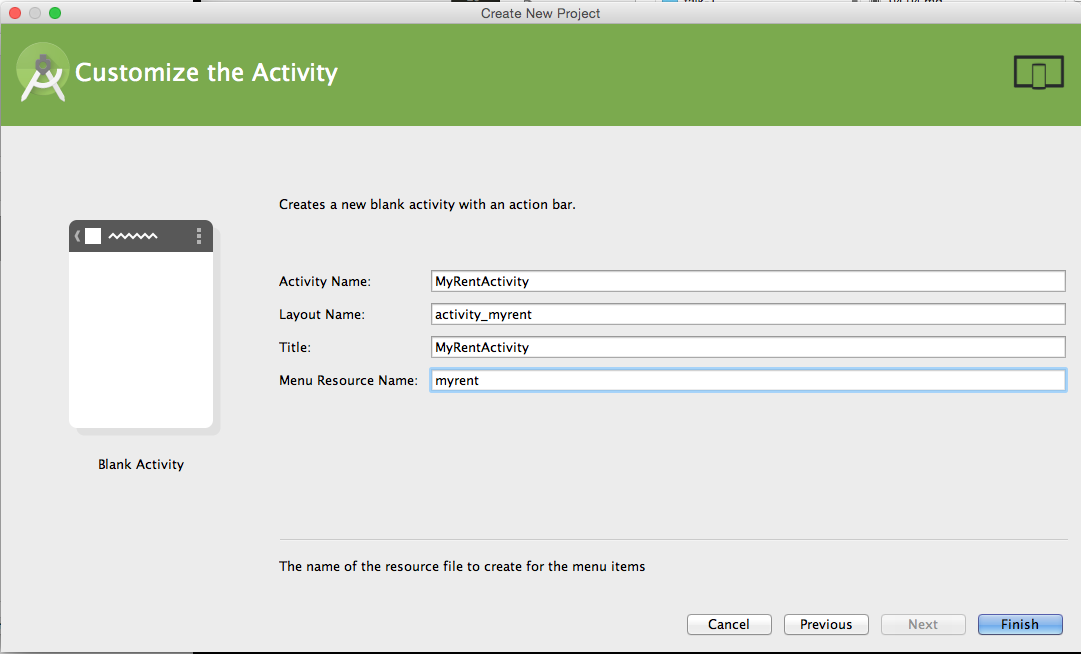 Create New Project
Customize the Activity
Creates a new blank activity with an action bar.
Activity Name: MyRentActivity
Layout Name: activity_myrent
Title: MyRentActivity
Menu Resource Name: myrent
Blank Activity
The name of the resource file to create for the menu items
Cancel Previous Next Finish